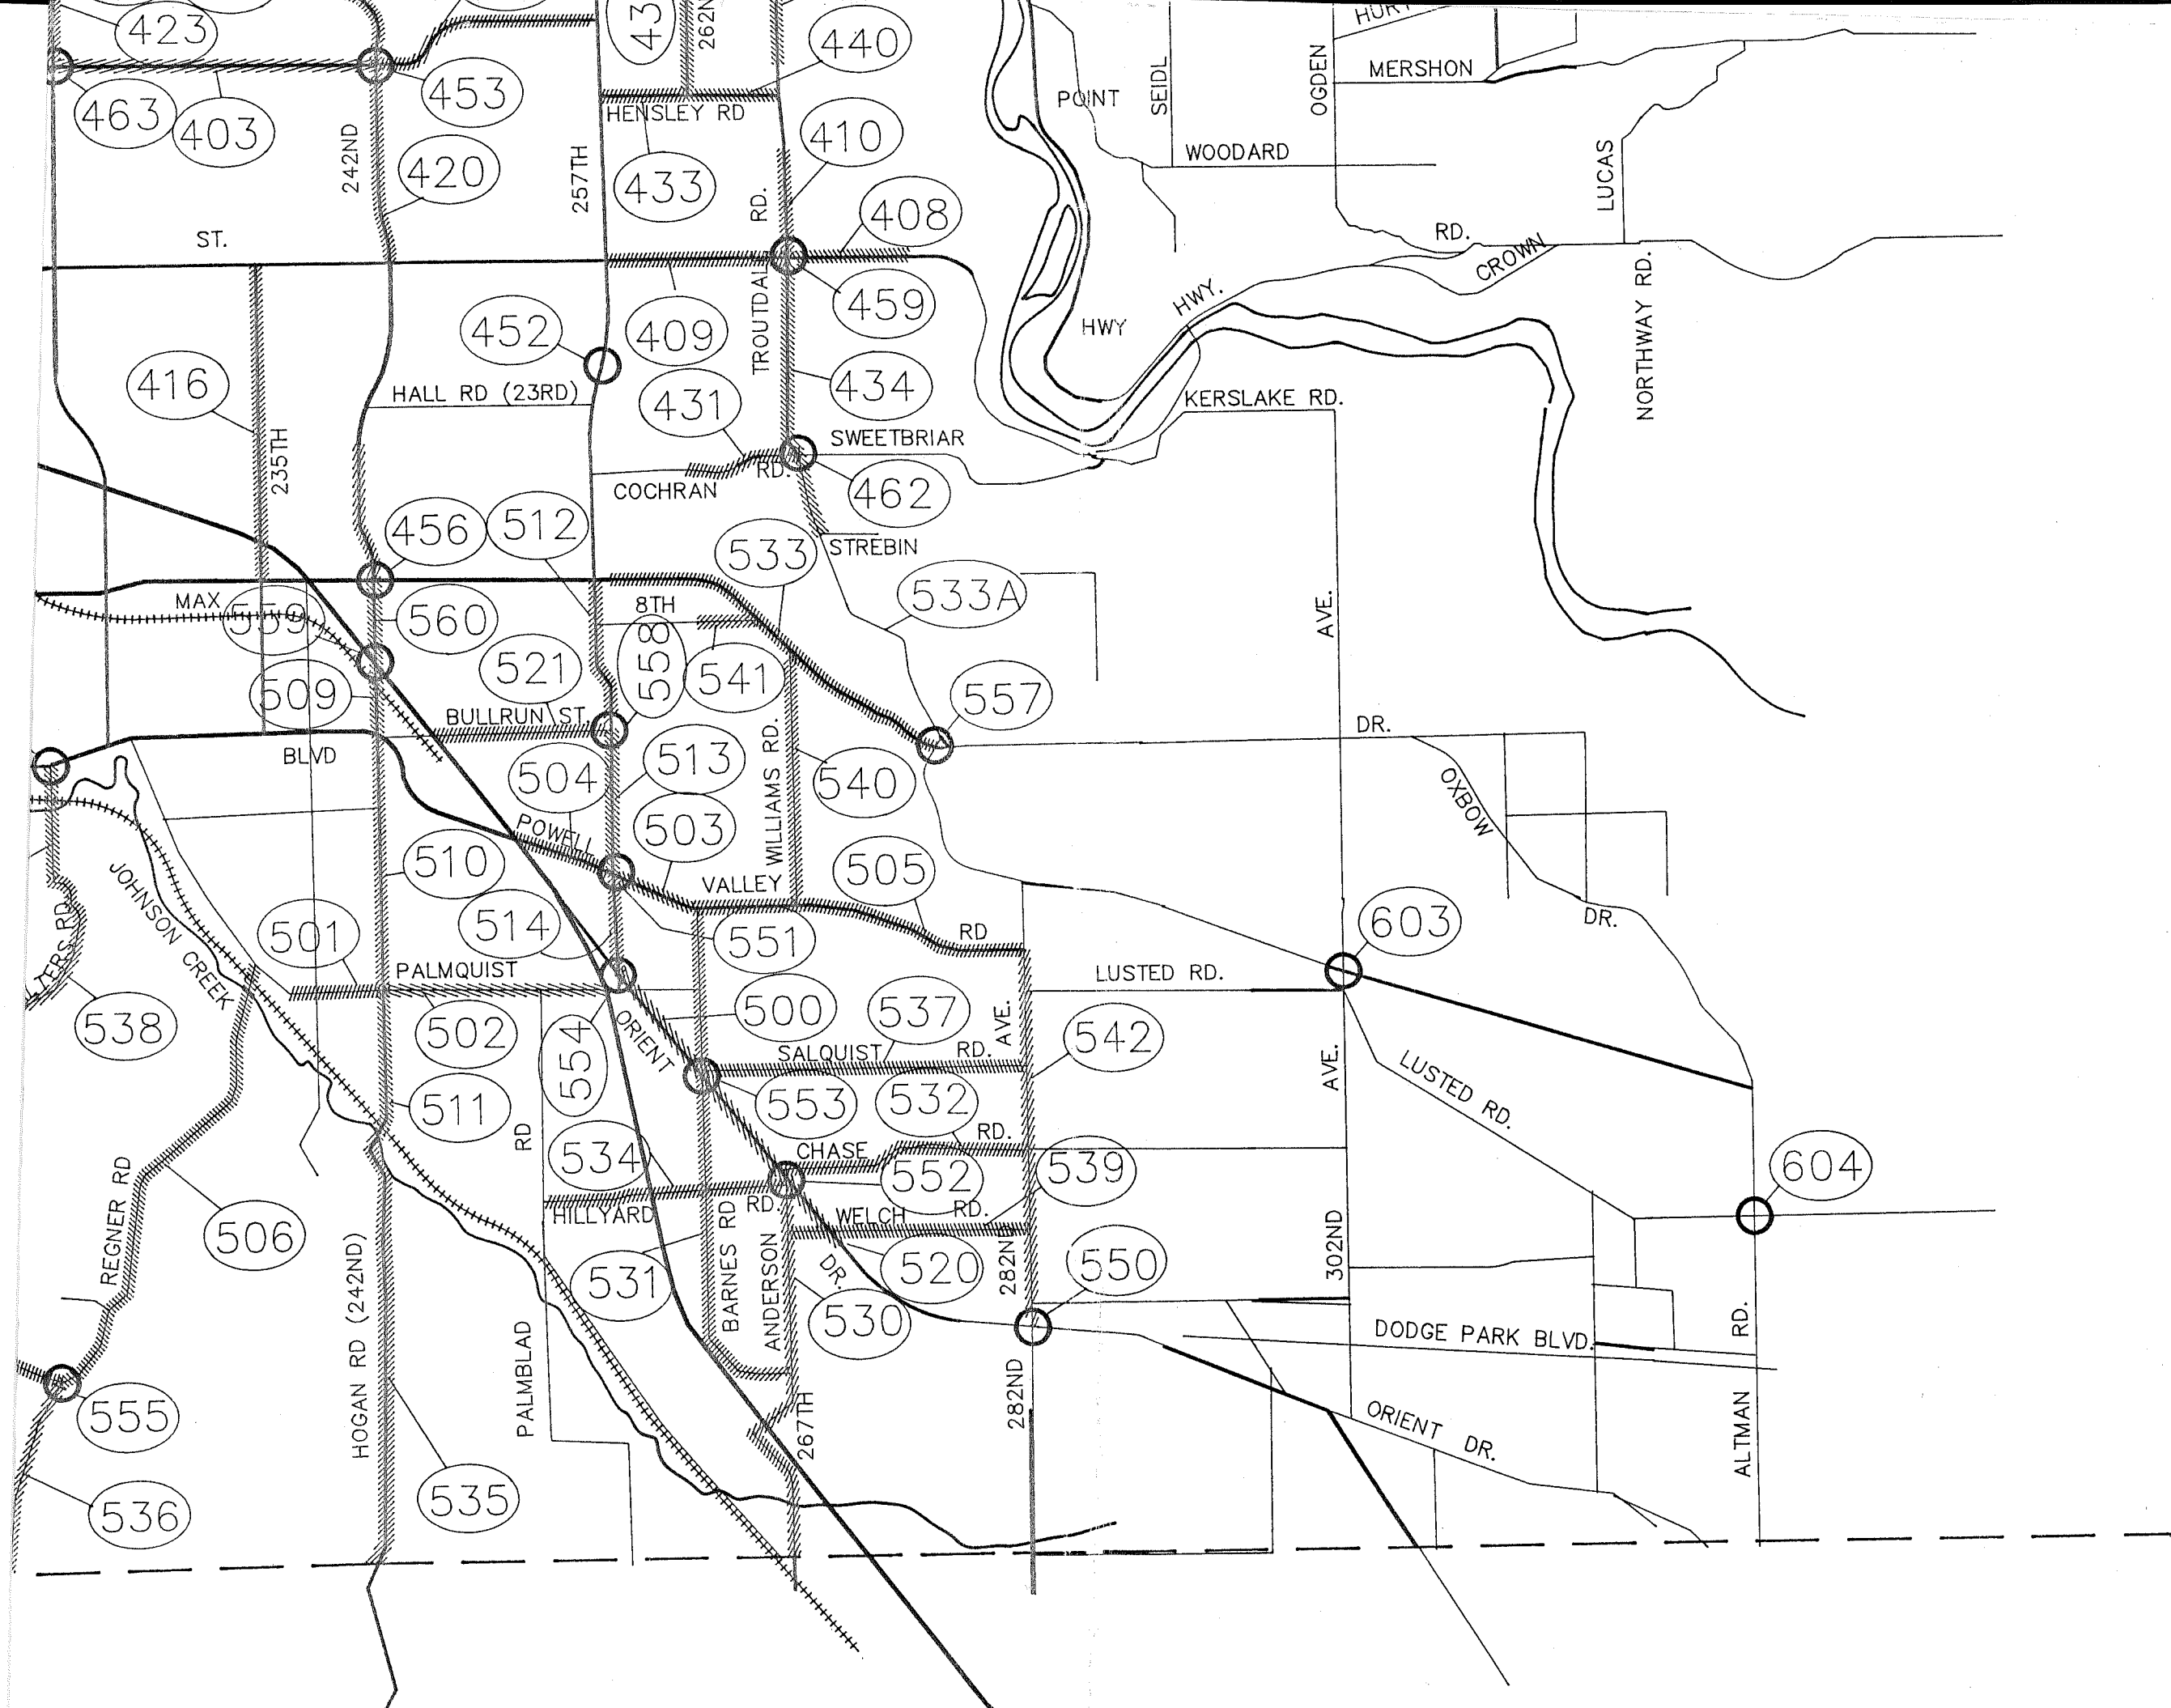 423
43
262N
440
453
463
403
242ND
420
257TH
HENSLEY RD
433
410
RD.
408
ST.
POINT
SEIDL
OGDEN
MERSHON
WOODARD
LUCAS
RD.
CROWN
HWY.
HWY
NORTHWAY RD.
459
452
409
TROUTDAL
416
HALL RD (23RD)
431
434
KERSLAKE RD.
235TH
SWEETBRIAR
RD.
COCHRAN
462
456
512
533
STREBIN
533A
MAX
559
560
8TH
558
541
521
509
557
AVE.
BULLRUN ST.
BLVD
504
513
WILLIAMS RD.
540
DR.
OXBOW
DR.
POWELL
503
510
VALLEY
505
RD
JOHNSON
CREEK
501
514
551
603
LTERS RD
538
PALMQUIST
502
554
ORIENT
500
537
AVE.
542
LUSTED RD.
SALQUIST
RD.
AVE.
LUSTED RD.
511
RD
553
532
CHASE
RD.
534
552
539
604
REGNER RD
506
HILLYARD
RD.
WELCH
RD.
531
BARNES RD
ANDERSON
DR.
520
282ND
550
302ND
530
HOGAN RD (242ND)
PALMBLAD
DODGE PARK BLVD.
RD.
555
267TH
282ND
ORIENT
DR.
ALTMAN
535
536